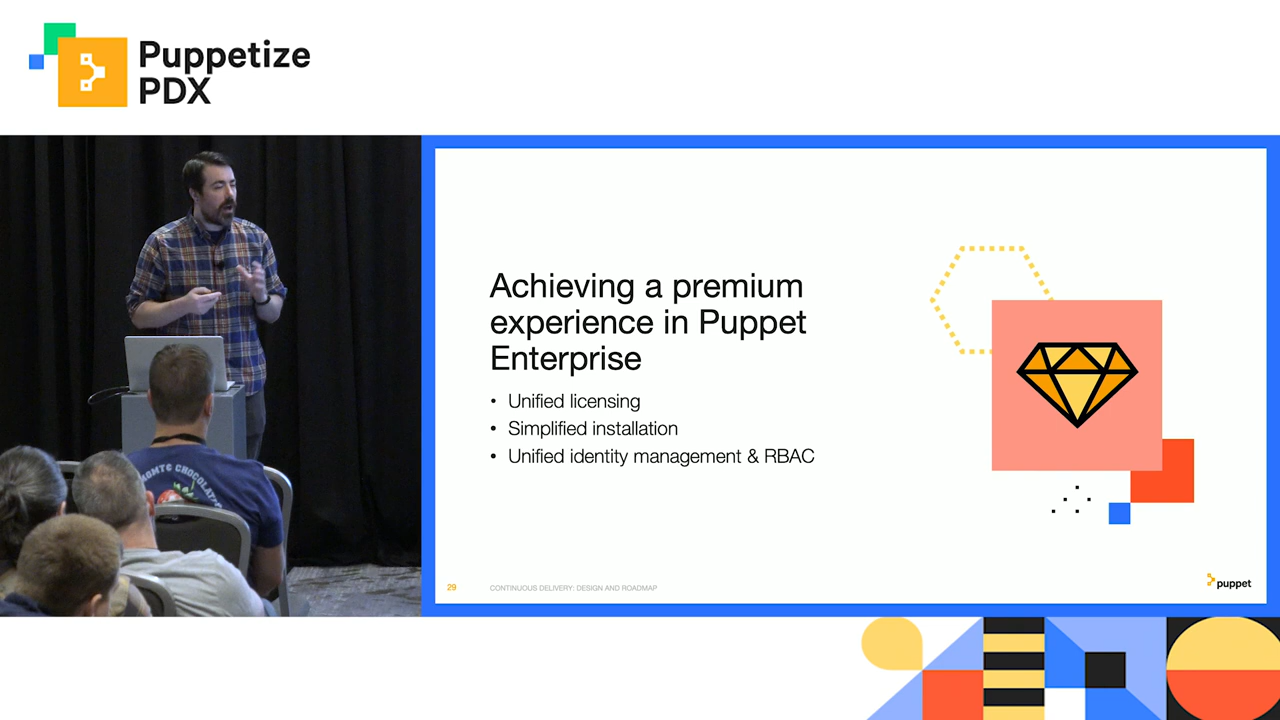 Puppetize
PDX
Achieving a premium
experience in Puppet
Enterprise
• Unified licensing
• Simplified installation
• Unified identity management & RBAC
29
CONTINUOUS DELIVERY: DESIGN AND ROADMAP
puppet